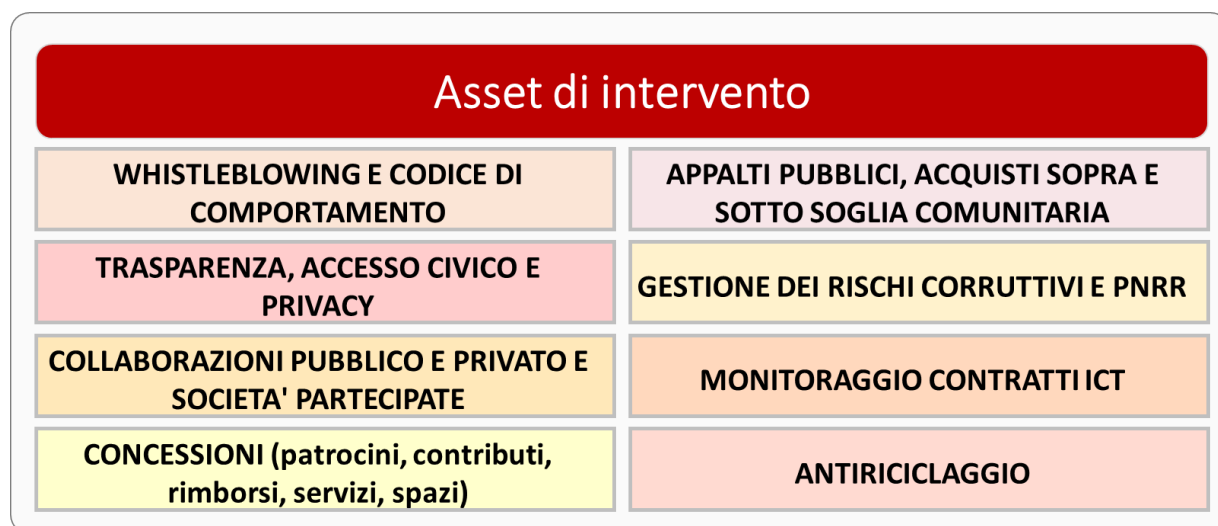 Asset di intervento
WHISTLEBLOWING E CODICE DI
COMPORTAMENTO
APPALTI PUBBLICI, ACQUISTI SOPRA E
SOTTO SOGLIA COMUNITARIA
TRASPARENZA, ACCESSO CIVICO E
PRIVACY
GESTIONE DEI RISCHI CORRUTTIVI E PNRR
COLLABORAZIONI PUBBLICO E PRIVATO E
SOCIETA' PARTECIPATE
MONITORAGGIO CONTRATTI ICT
CONCESSIONI (patrocini, contributi,
rimborsi, servizi, spazi)
ANTIRICICLAGGIO